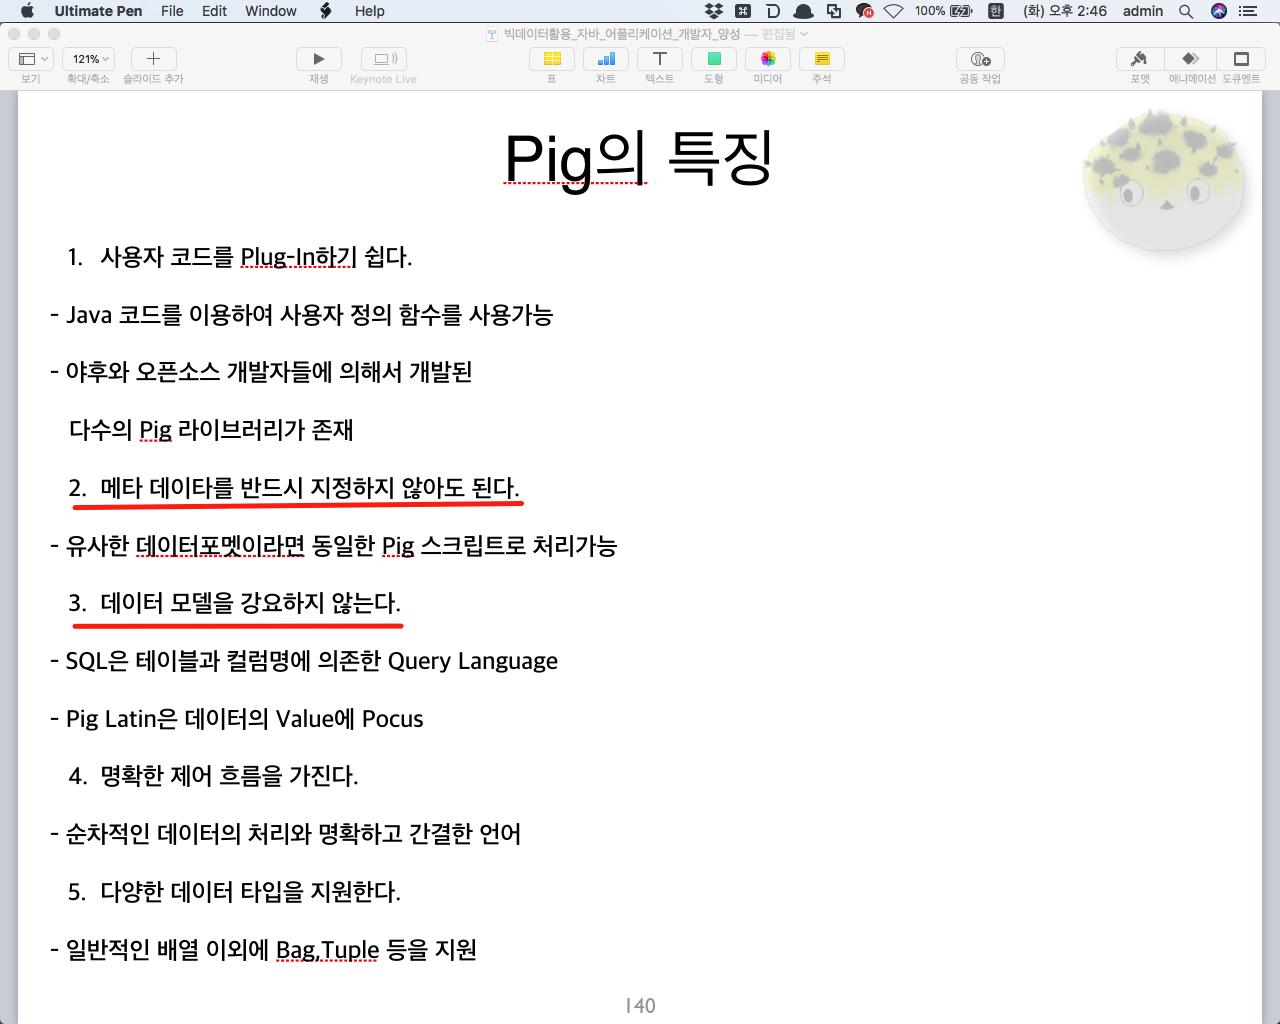 Ultimate Pen File Edit Window Help 100% 한 (화) 오후 2:46 admin
빅데이터활용_자바_어플리케이션_개발자_양성 — 편집됨
121%
보기 확대/축소 슬라이드 추가 재생 Keynote Live 표 차트 텍스트 도형 미디어 주석 공동 작업 포맷 애니메이션 도큐멘트
Pig의 특징
1. 사용자 코드를 Plug-In하기 쉽다.
- Java 코드를 이용하여 사용자 정의 함수를 사용가능
- 야후와 오픈소스 개발자들에 의해서 개발된
다수의 Pig 라이브러리가 존재
2. 메타 데이타를 반드시 지정하지 않아도 된다.
- 유사한 데이터포멧이라면 동일한 Pig 스크립트로 처리가능
3. 데이터 모델을 강요하지 않는다.
- SQL은 테이블과 컬럼명에 의존한 Query Language
- Pig Latin은 데이터의 Value에 Pocus
4. 명확한 제어 흐름을 가진다.
- 순차적인 데이터의 처리와 명확하고 간결한 언어
5. 다양한 데이터 타입을 지원한다.
- 일반적인 배열 이외에 Bag,Tuple 등을 지원
140